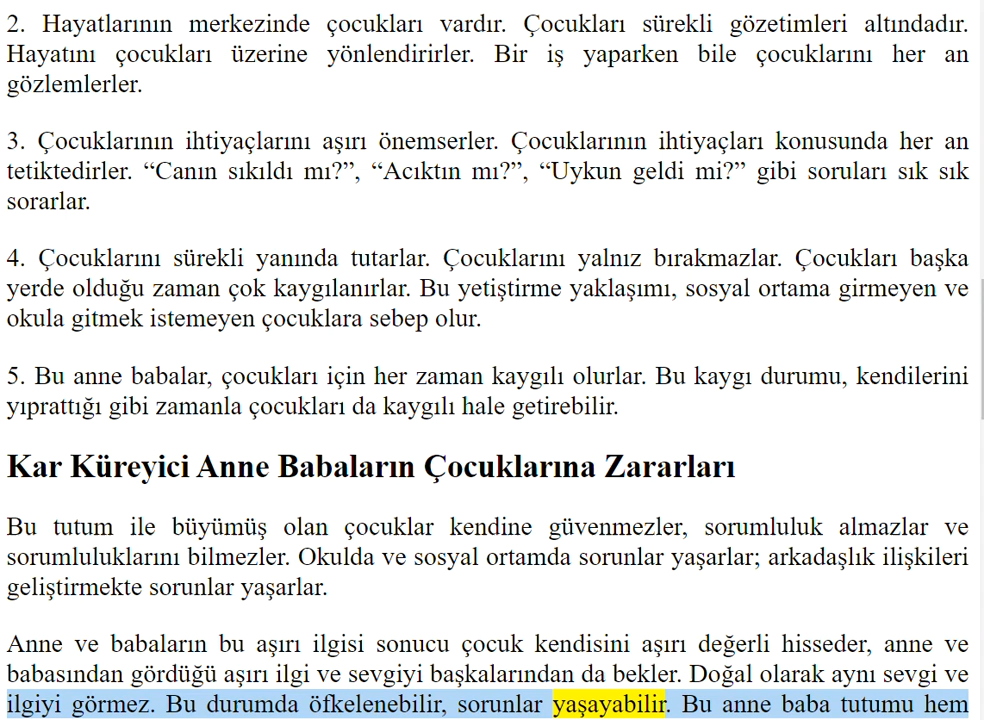 2. Hayatlarının merkezinde çocukları vardır. Çocukları sürekli gözetimleri altındadır.
Hayatını çocukları üzerine yönlendirirler. Bir iş yaparken bile çocuklarını her an
gözlemlerler.
3. Çocuklarının ihtiyaçlarını aşırı önemserler. Çocuklarının ihtiyaçları konusunda her an
tetiktedirler. “Canın sıkıldı mı?”, “Acıktın mı?”, “Uykun geldi mi?” gibi soruları sık sık
sorarlar.
4. Çocuklarını sürekli yanında tutarlar. Çocuklarını yalnız bırakmazlar. Çocukları başka
yerde olduğu zaman çok kaygılanırlar. Bu yetiştirme yaklaşımı, sosyal ortama girmeyen ve
okula gitmek istemeyen çocuklara sebep olur.
5. Bu anne babalar, çocukları için her zaman kaygılı olurlar. Bu kaygı durumu, kendilerini
yıprattığı gibi zamanla çocukları da kaygılı hale getirebilir.
Kar Küreyici Anne Babaların Çocuklarına Zararları
Bu tutum ile büyümüş olan çocuklar kendine güvenmezler, sorumluluk almazlar ve
sorumluluklarını bilmezler. Okulda ve sosyal ortamda sorunlar yaşarlar; arkadaşlık ilişkileri
geliştirmekte sorunlar yaşarlar.
Anne ve babaların bu aşırı ilgisi sonucu çocuk kendisini aşırı değerli hisseder, anne ve
babasından gördüğü aşırı ilgi ve sevgiyi başkalarından da bekler. Doğal olarak aynı sevgi ve
ilgiyi görmez. Bu durumda öfkelenebilir, sorunlar yaşayabilir. Bu anne baba tutumu hem